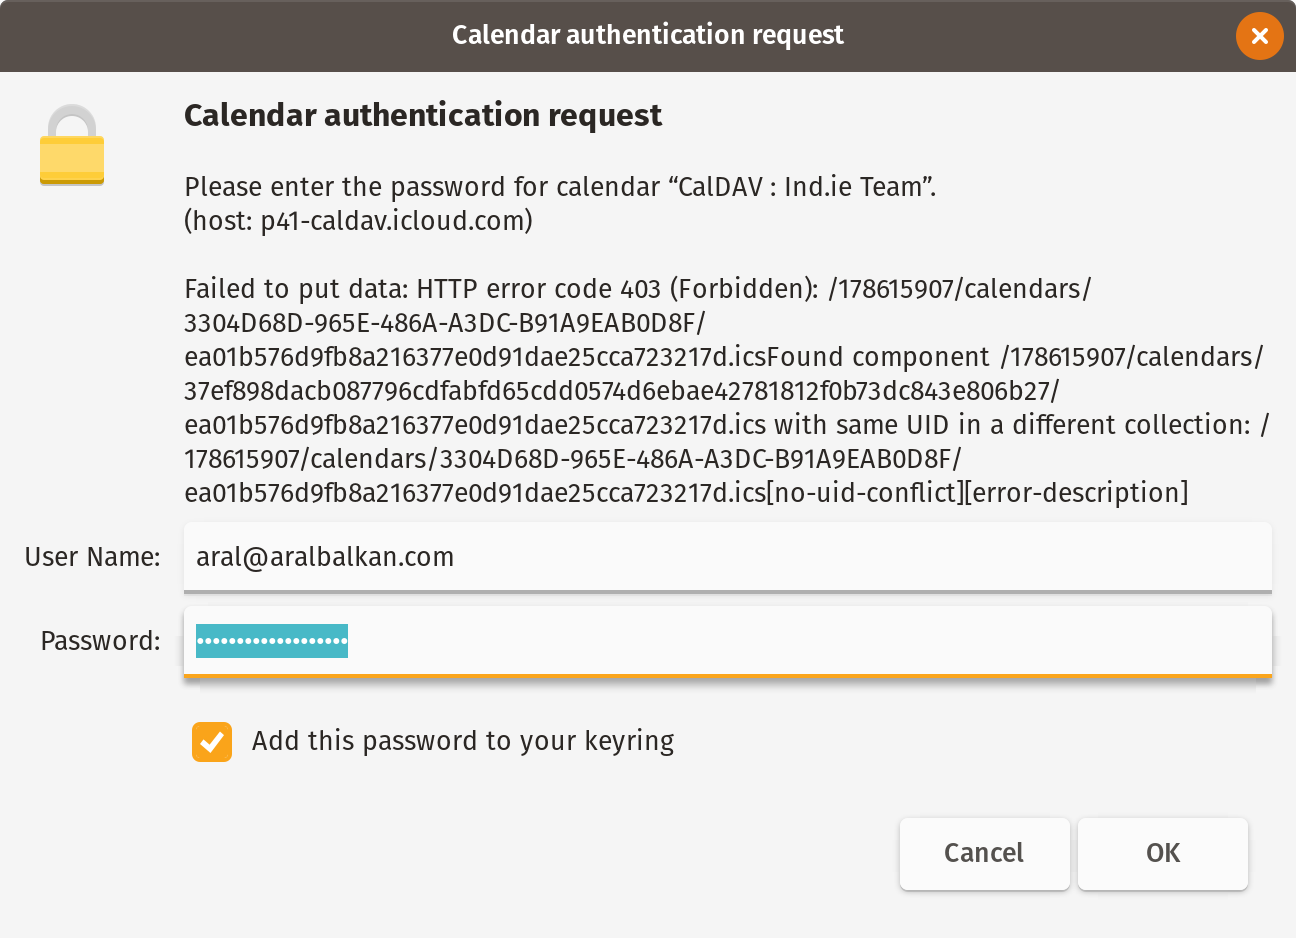 Calendar authentication request
Calendar authentication request
Please enter the password for calendar “CalDAV : Ind.ie Team”.
(host: p41-caldav.icloud.com)
Failed to put data: HTTP error code 403 (Forbidden): /178615907/calendars/
3304D68D-965E-486A-A3DC-B91A9EAB0D8F/
ea01b576d9fb8a216377e0d91dae25cca723217d.icsFound component /178615907/calendars/
37ef898dacb087796cdfabfd65cdd0574d6ebae42781812f0b73dc843e806b27/
ea01b576d9fb8a216377e0d91dae25cca723217d.ics with same UID in a different collection: /
178615907/calendars/3304D68D-965E-486A-A3DC-B91A9EAB0D8F/
ea01b576d9fb8a216377e0d91dae25cca723217d.ics[no-uid-conflict][error-description]
User Name: aral@aralbalkan.com
Password: •••••••••••••••••••
Add this password to your keyring
Cancel OK